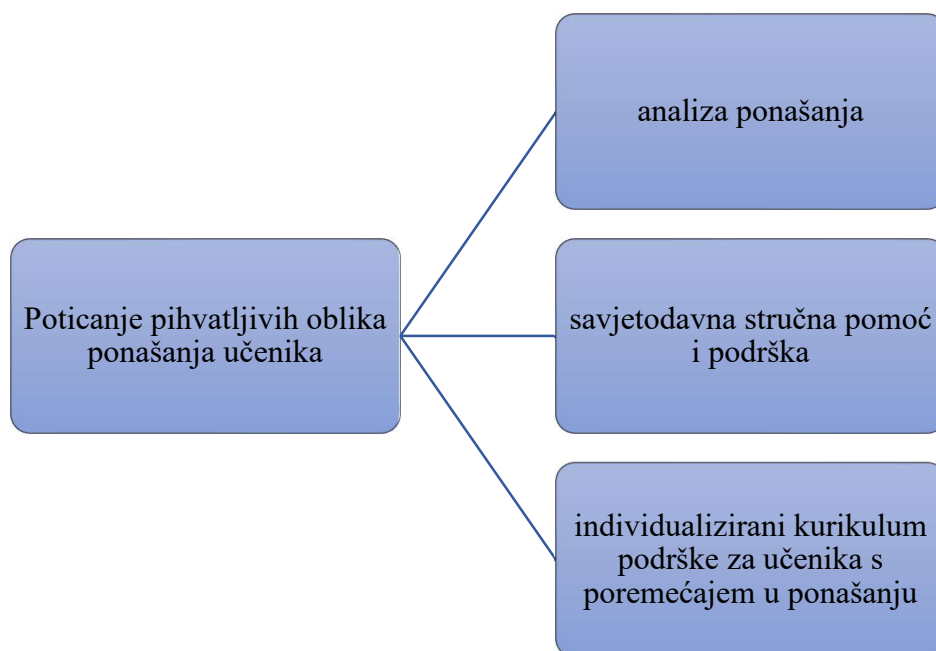 analiza ponašanja
Poticanje pihvatljivih oblika
ponašanja učenika
savjetodavna stručna pomoć
i podrška
individualizirani kurikulum
podrške za učenika s
poremećajem u ponašanju